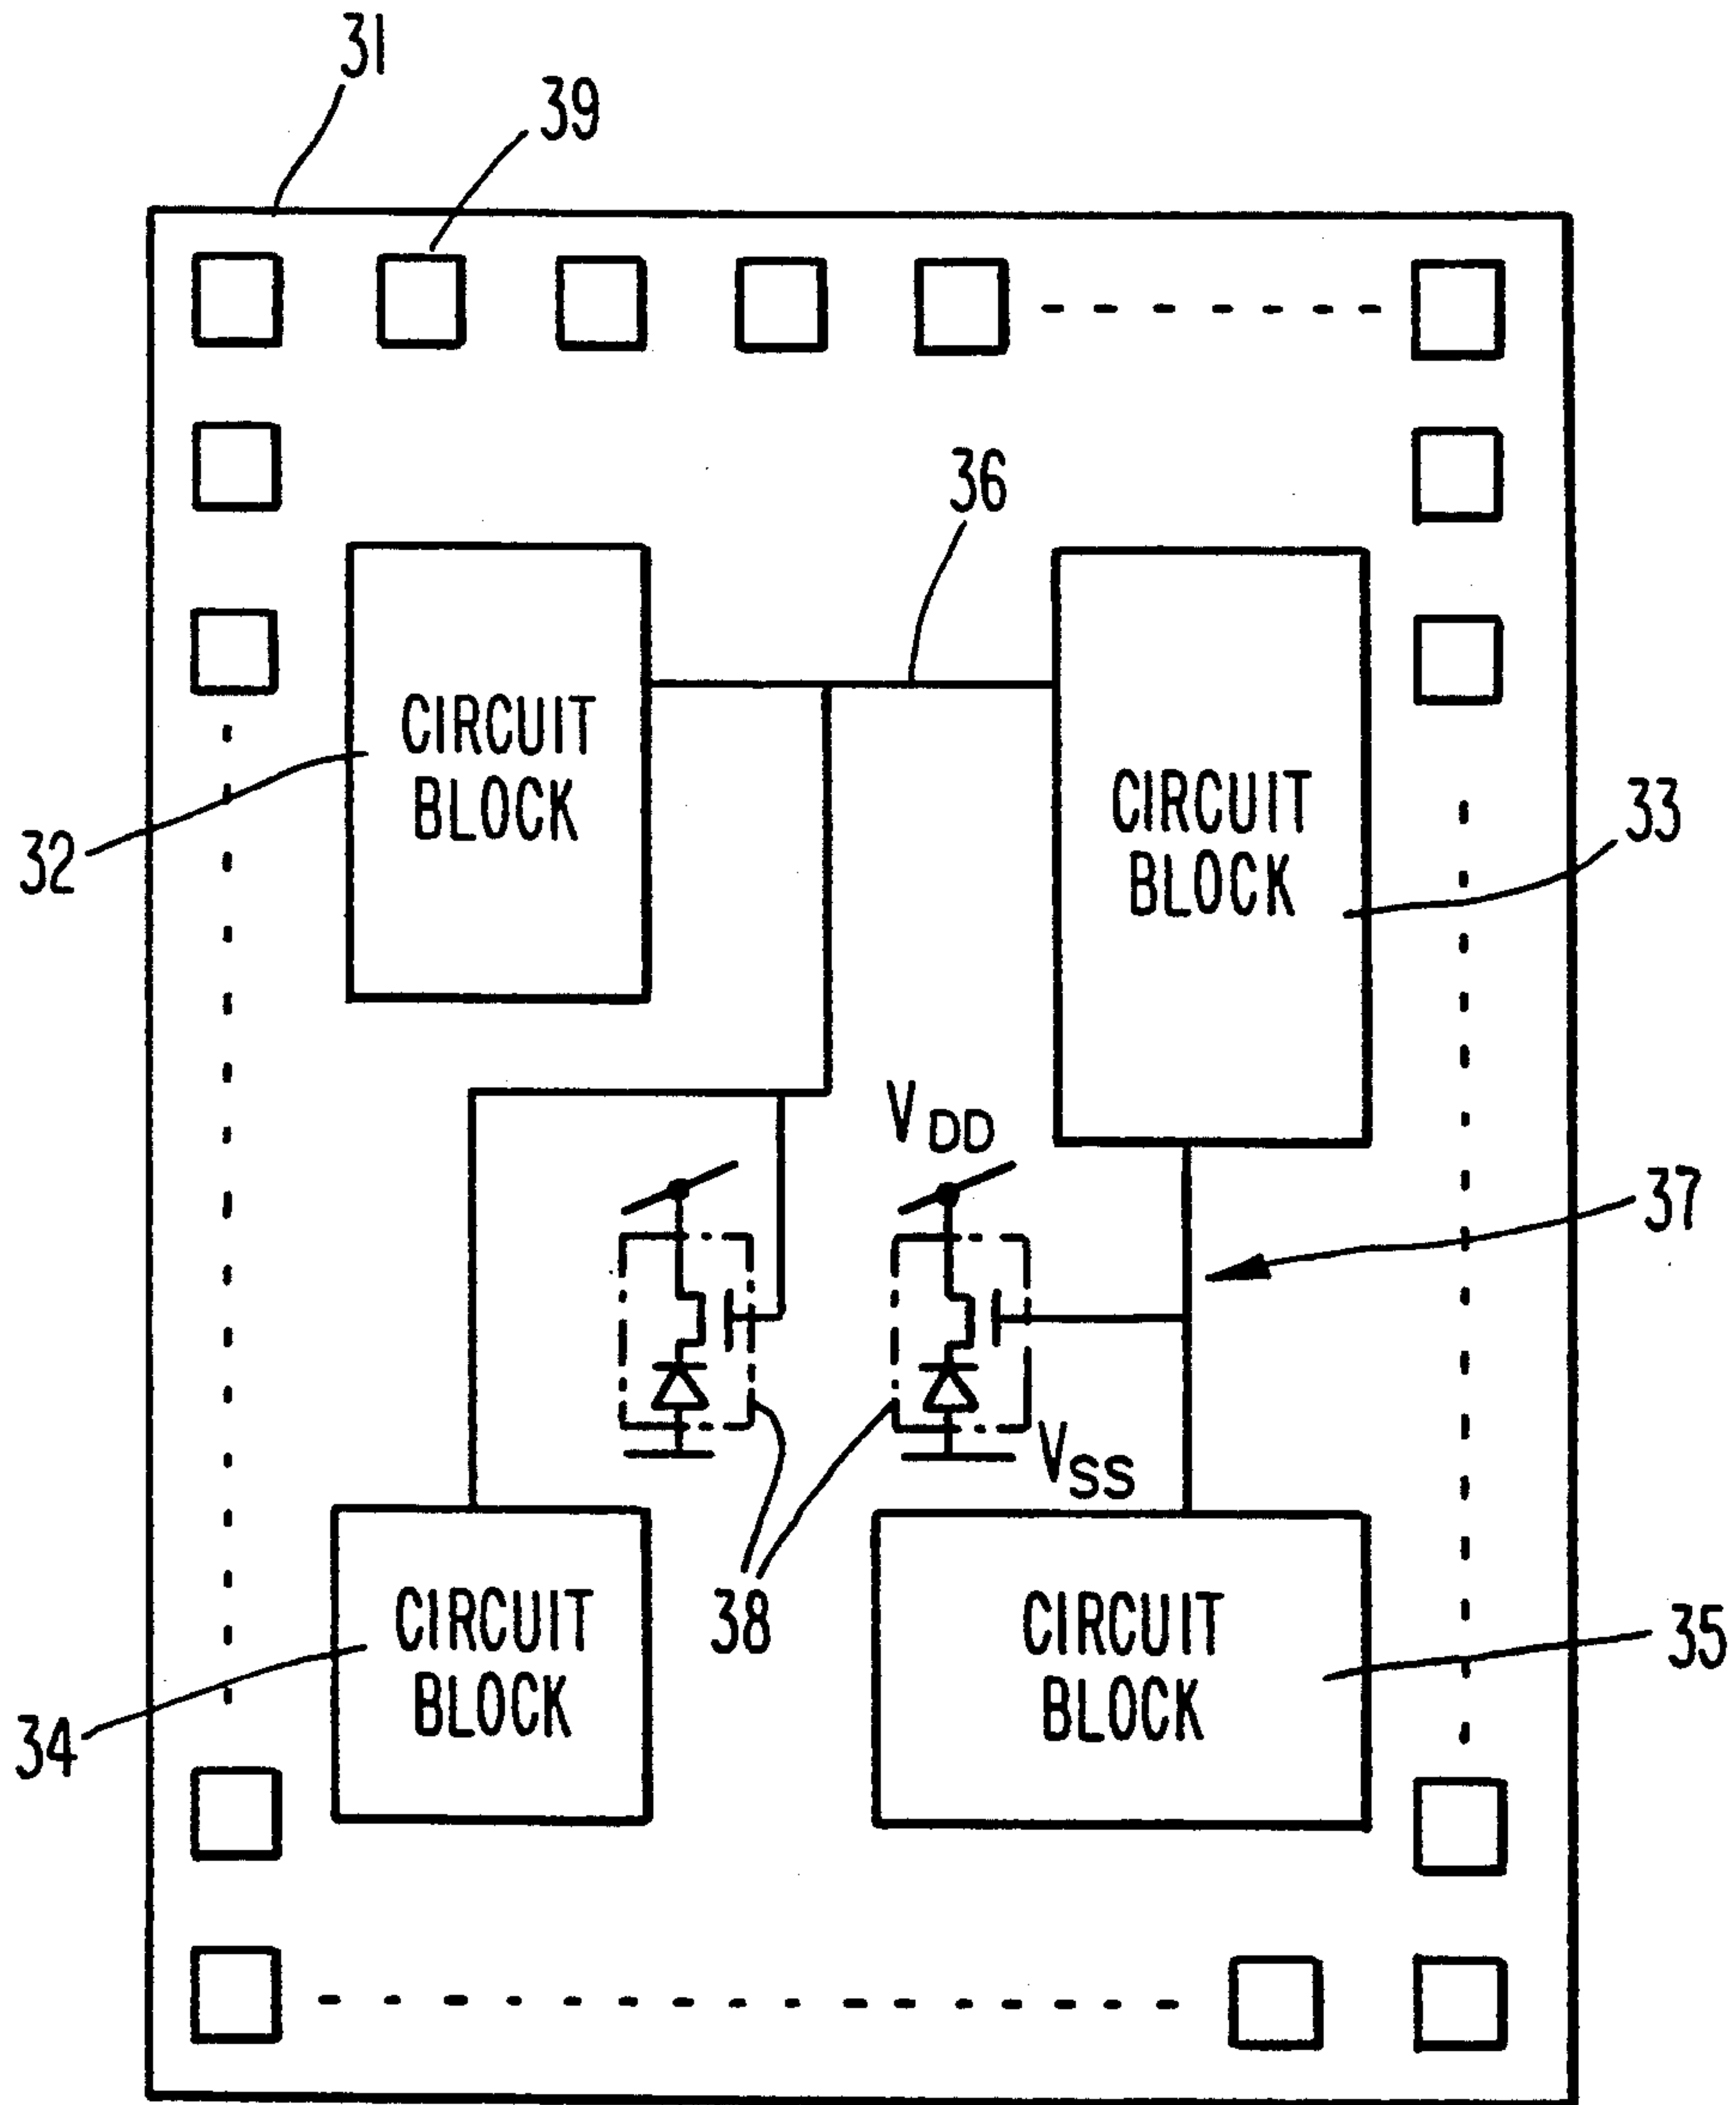 31
39
36
CIRCUIT
BLOCK
32
CIRCUIT
BLOCK
33
VDD
37
VSS
38
CIRCUIT
BLOCK
34
CIRCUIT
BLOCK
35